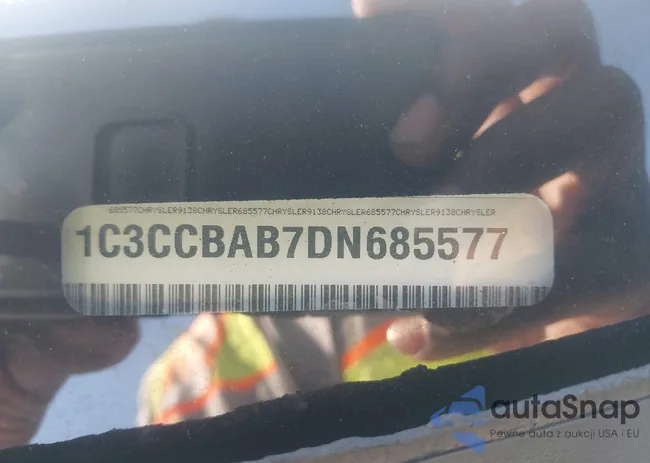 685577CHRYSLER9138CHRYSLER685577CHRYSLER9138CHRYSLER685577CHRYSLER9138CHRYSLER
1C3CCBAB7DN685577
autaSnap
Pewne auta z aukcji USA i EU